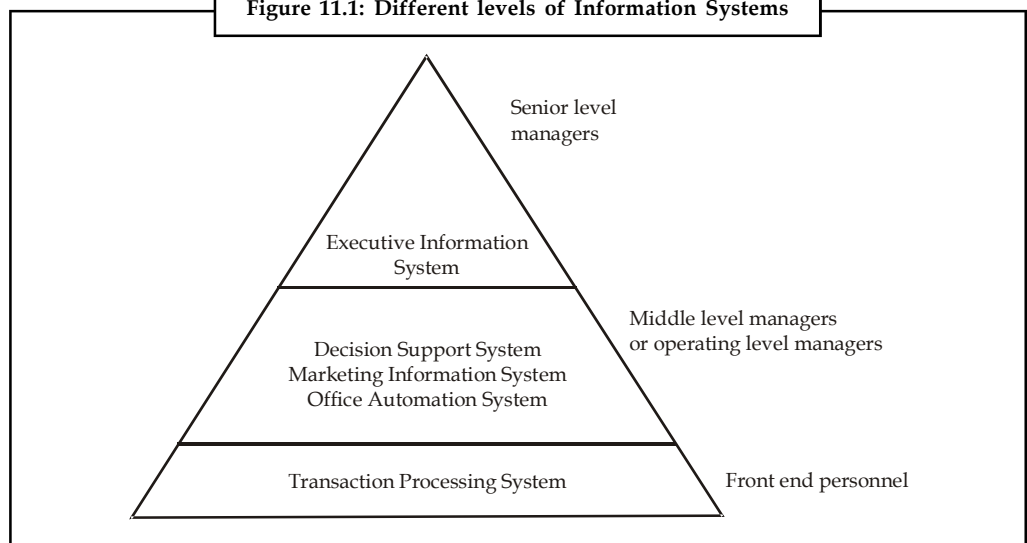 Figure 11.1: Different levels of Information Systems
Senior level
managers
Executive Information
System
Middle level managers
or operating level managers
Decision Support System
Marketing Information System
Office Automation System
Transaction Processing System
Front end personnel